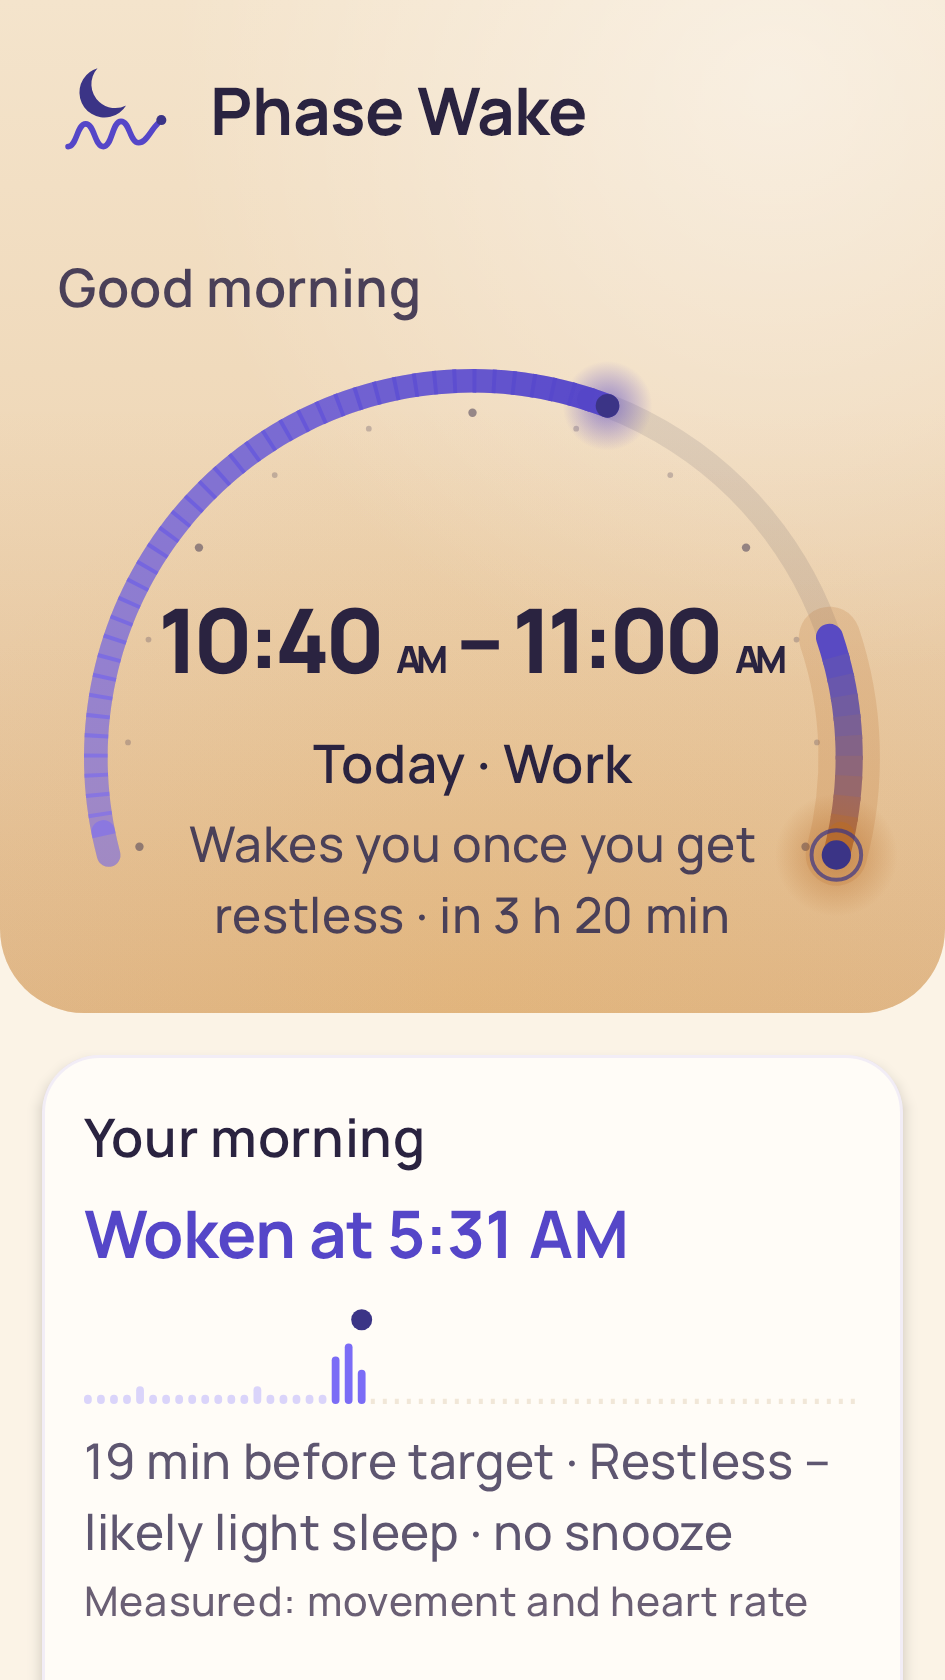 Phase Wake
Good morning
10:40 AM – 11:00 AM
Today · Work
Wakes you once you get
restless · in 3 h 20 min
Your morning
Woken at 5:31 AM
19 min before target · Restless –
likely light sleep · no snooze
Measured: movement and heart rate